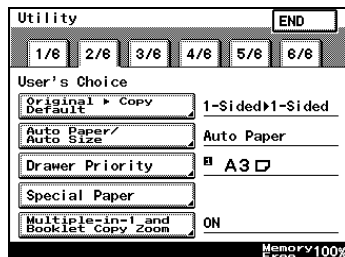 Utility
END
1/6 2/6 3/6 4/6 5/6 6/6
User's Choice
Original ▸ Copy
Default
1-Sided▸1-Sided
Auto Paper/
Auto Size
Auto Paper
Drawer Priority
1 A3
Special Paper
Multiple-in-1 and
Booklet Copy Zoom
ON
Memory 100%
Free